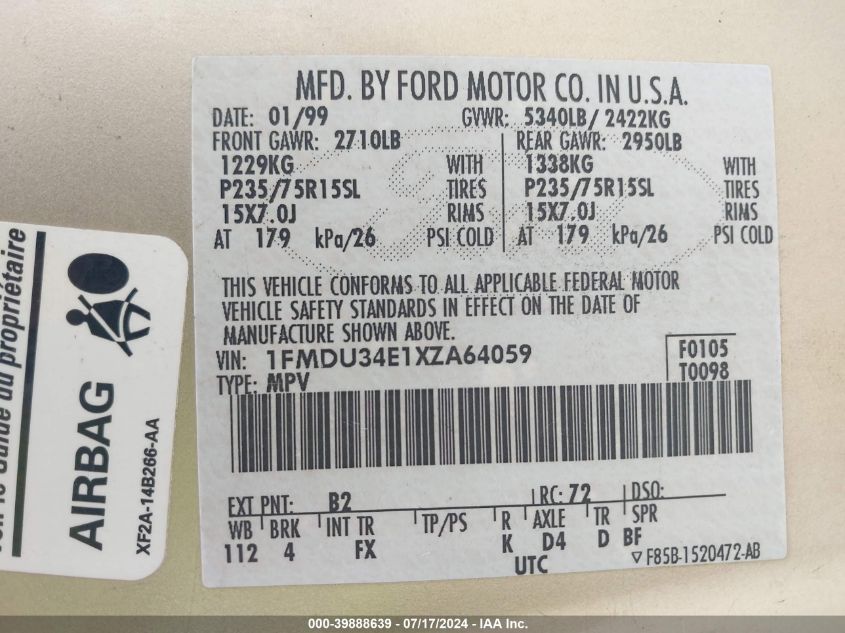 MFD. BY FORD MOTOR CO. IN U.S.A.
DATE: 01/99 GVWR: 5340LB/ 2422KG
FRONT GAWR: 2710LB REAR GAWR: 2950LB
1229KG WITH 1338KG WITH
P235/75R15SL TIRES P235/75R15SL TIRES
15X7.0J RIMS 15X7.0J RIMS
AT 179 kPa/26 PSI COLD AT 179 kPa/26 PSI COLD
THIS VEHICLE CONFORMS TO ALL APPLICABLE FEDERAL MOTOR
VEHICLE SAFETY STANDARDS IN EFFECT ON THE DATE OF
MANUFACTURE SHOWN ABOVE.
VIN: 1FMDU34E1XZA64059 F0105
TYPE: MPV T0098
EXT PNT: B2 RC: 72 DSO:
WB BRK INT TR TP/PS R AXLE TR SPR
112 4 FX K D4 D BF
UTC ▽ F85B-1520472-AB
du propriétaire
AIRBAG
XF2A-14B266-AA
000-39888639 - 07/17/2024 - IAA Inc.